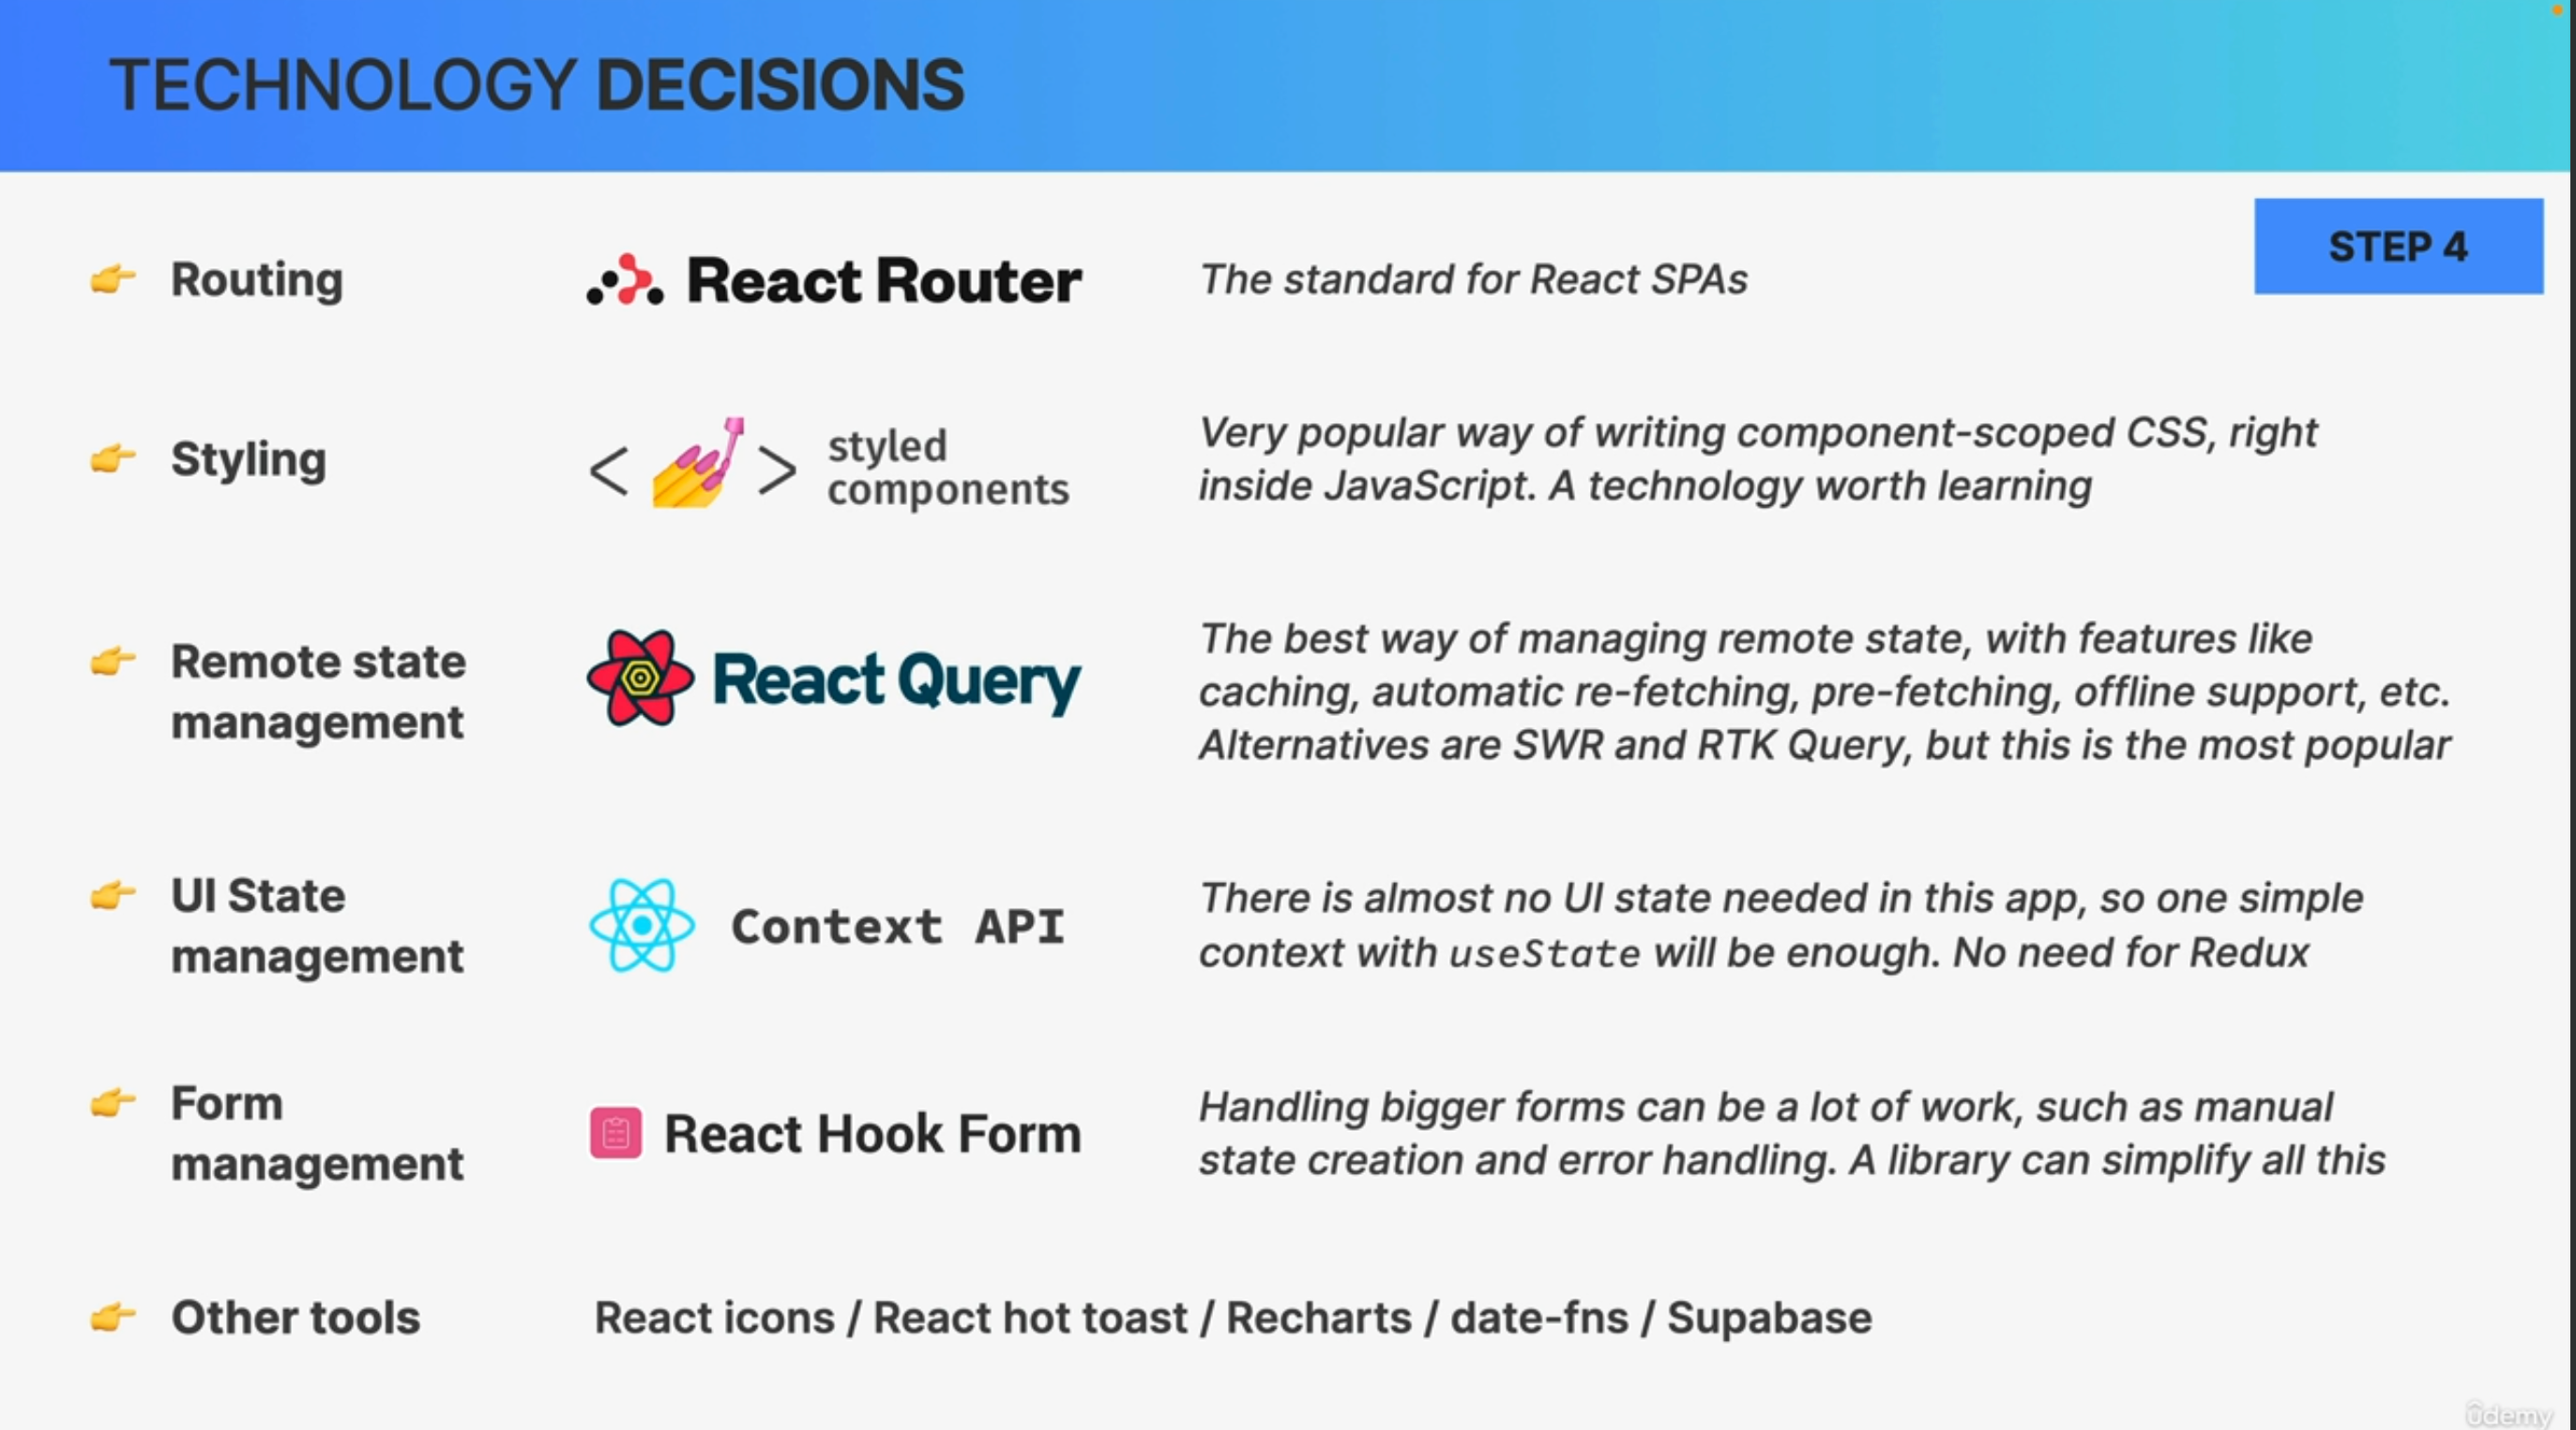 TECHNOLOGY DECISIONS
STEP 4
Routing
React Router
The standard for React SPAs
Styling
< > styled
components
Very popular way of writing component-scoped CSS, right
inside JavaScript. A technology worth learning
Remote state
management
React Query
The best way of managing remote state, with features like
caching, automatic re-fetching, pre-fetching, offline support, etc.
Alternatives are SWR and RTK Query, but this is the most popular
UI State
management
Context API
There is almost no UI state needed in this app, so one simple
context with useState will be enough. No need for Redux
Form
management
React Hook Form
Handling bigger forms can be a lot of work, such as manual
state creation and error handling. A library can simplify all this
Other tools
React icons / React hot toast / Recharts / date-fns / Supabase
ûdemy